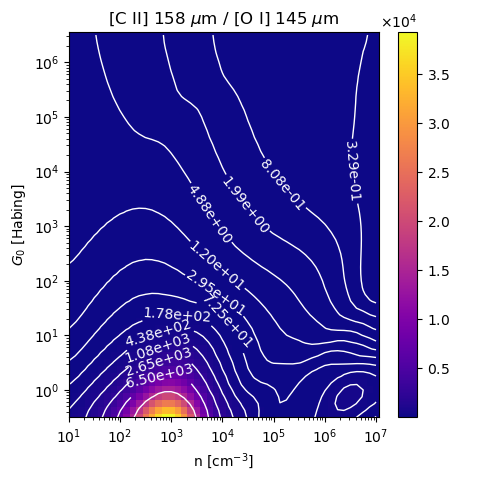 [C II] 158 μm / [O I] 145 μm
×10⁴
3.5
3.0
2.5
2.0
1.5
1.0
0.5
G₀ [Habing]
10⁶
10⁵
10⁴
10³
10²
10¹
10⁰
3.29e-01
8.08e-01
1.99e+00
4.88e+00
1.20e+01
2.95e+01
7.25e+01
1.78e+02
4.38e+02
1.08e+03
2.65e+03
6.50e+03
10¹ 10² 10³ 10⁴ 10⁵ 10⁶ 10⁷
n [cm⁻³]